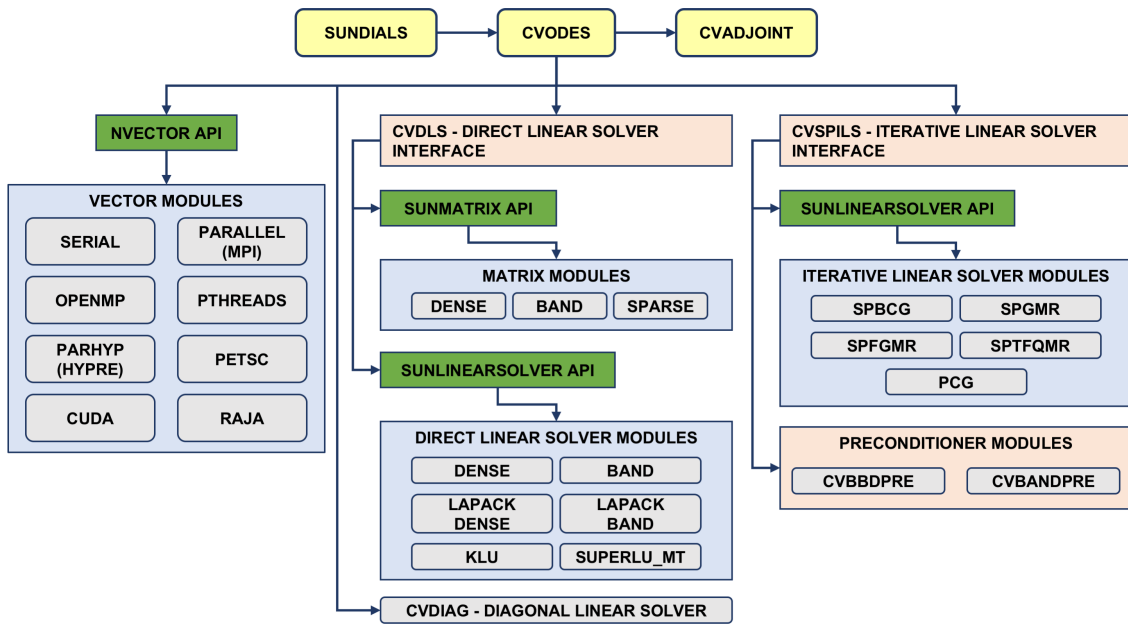 SUNDIALS
CVODES
CVADJOINT
NVECTOR API
VECTOR MODULES
SERIAL
PARALLEL
(MPI)
OPENMP
PTHREADS
PARHYP
(HYPRE)
PETSC
CUDA
RAJA
CVDLS - DIRECT LINEAR SOLVER
INTERFACE
SUNMATRIX API
MATRIX MODULES
DENSE
BAND
SPARSE
SUNLINEARSOLVER API
DIRECT LINEAR SOLVER MODULES
DENSE
BAND
LAPACK
DENSE
LAPACK
BAND
KLU
SUPERLU_MT
CVDIAG - DIAGONAL LINEAR SOLVER
CVSPILS - ITERATIVE LINEAR SOLVER
INTERFACE
SUNLINEARSOLVER API
ITERATIVE LINEAR SOLVER MODULES
SPBCG
SPGMR
SPFGMR
SPTFQMR
PCG
PRECONDITIONER MODULES
CVBBDPRE
CVBANDPRE